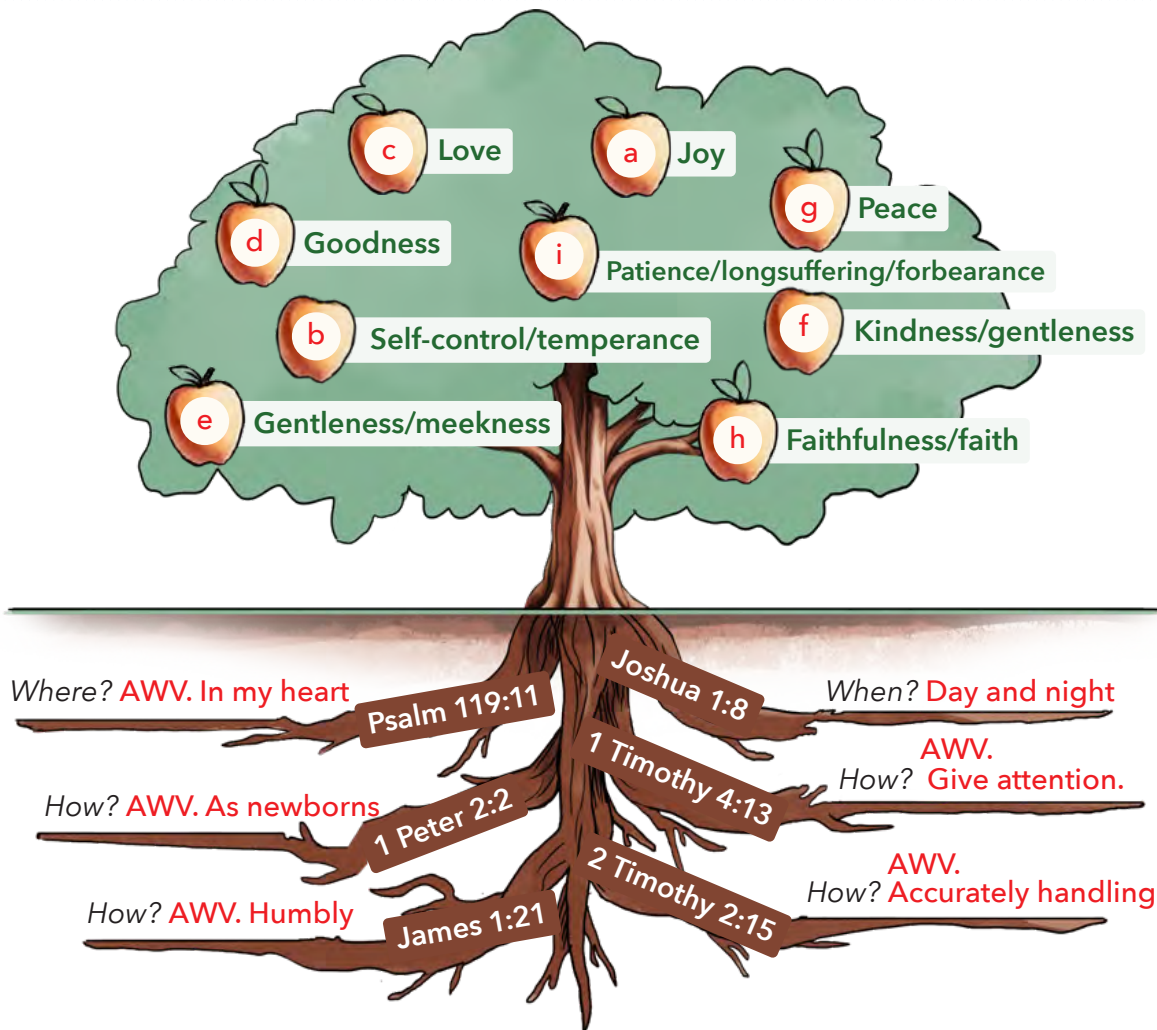 c Love
a Joy
g Peace
d Goodness
i Patience/longsuffering/forbearance
b Self-control/temperance
f Kindness/gentleness
e Gentleness/meekness
h Faithfulness/faith
Where? AWV. In my heart
Psalm 119:11
Joshua 1:8
When? Day and night
How? AWV. As newborns
1 Peter 2:2
1 Timothy 4:13
AWV.
How? Give attention.
How? AWV. Humbly
James 1:21
2 Timothy 2:15
AWV.
How? Accurately handling